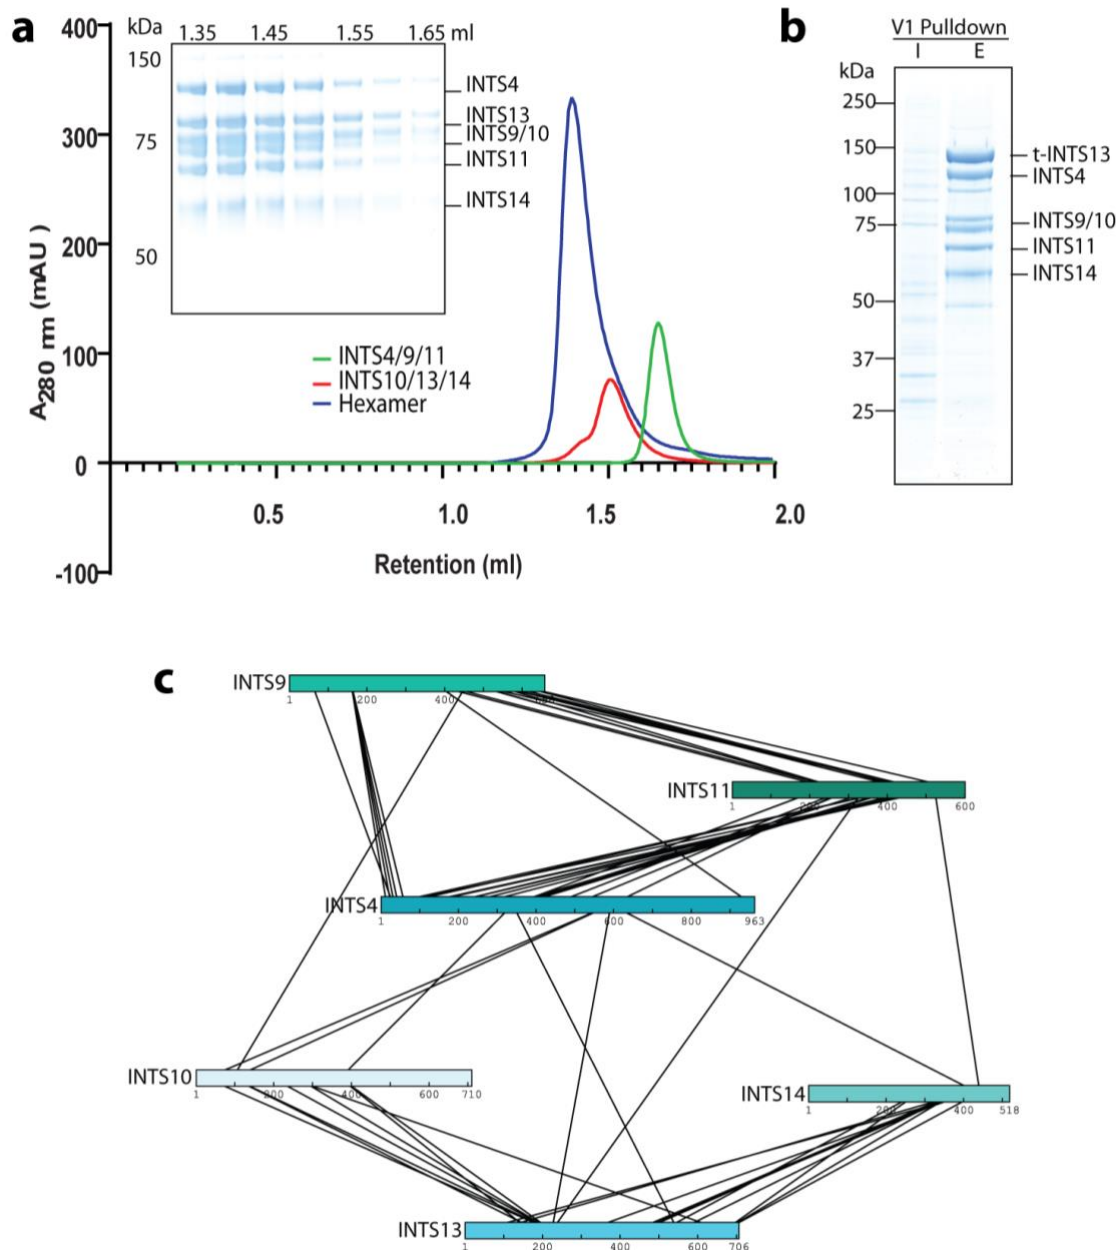 a
400
300
200
100
0
-100
A280 nm (mAU )
kDa
1.35 1.45 1.55 1.65 ml
150
75
50
INTS4
INTS13
INTS9/10
INTS11
INTS14
INTS4/9/11
INTS10/13/14
Hexamer
0.5 1.0 1.5 2.0
Retention (ml)
b
V1 Pulldown
I E
kDa
250
150
100
75
50
37
25
t-INTS13
INTS4
INTS9/10
INTS11
INTS14
c
INTS9
1 200 400
INTS11
1 200 400 600
INTS4
1 200 400 600 800 963
INTS10
1 200 400 600 710
INTS14
1 200 400 518
INTS13
1 200 400 600 706